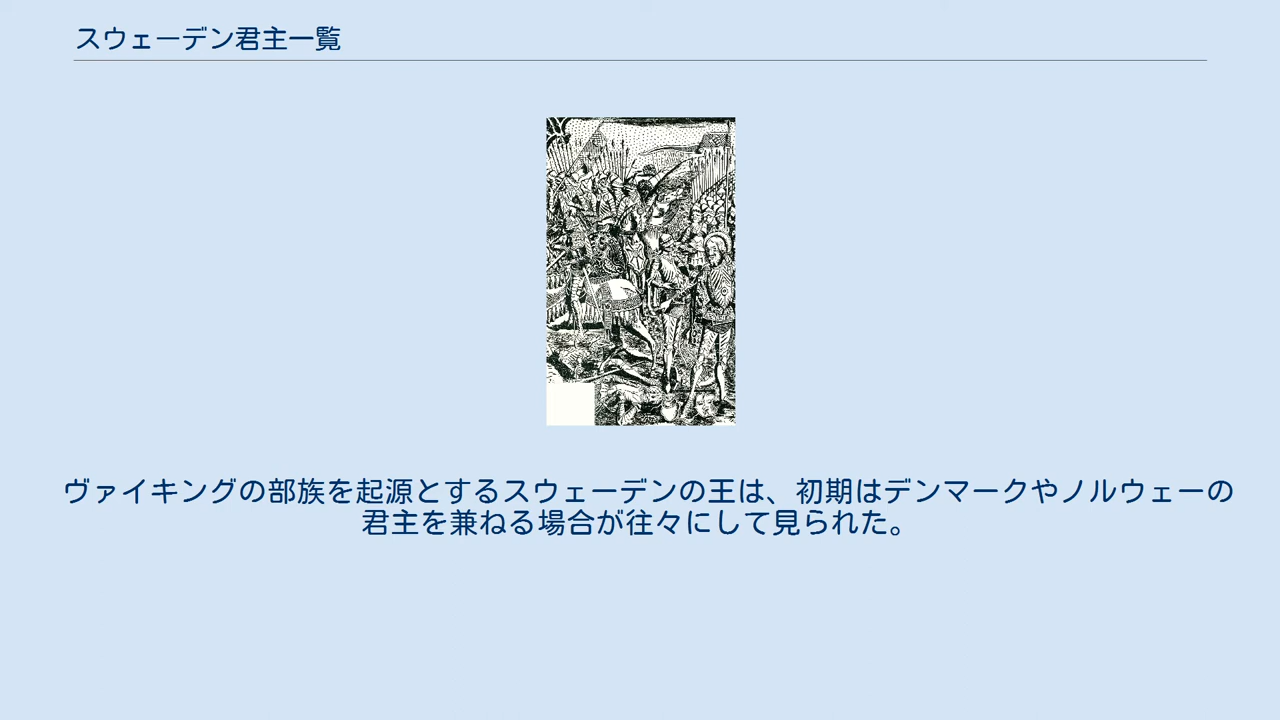 スウェーデン君主一覧
ヴァイキングの部族を起源とするスウェーデンの王は、初期はデンマークやノルウェーの
君主を兼ねる場合が往々にして見られた。